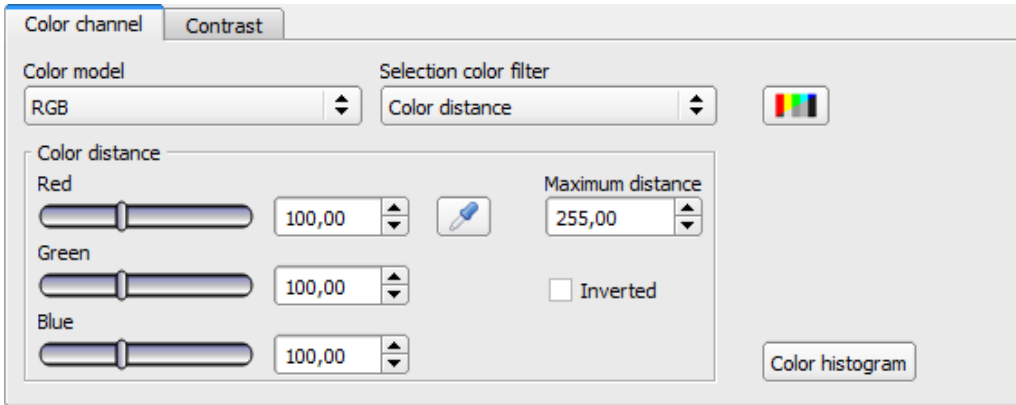 Color channel Contrast
Color model Selection color filter
RGB Color distance
Color distance
Red Maximum distance
100,00 255,00
Green
100,00 Inverted
Blue
100,00 Color histogram